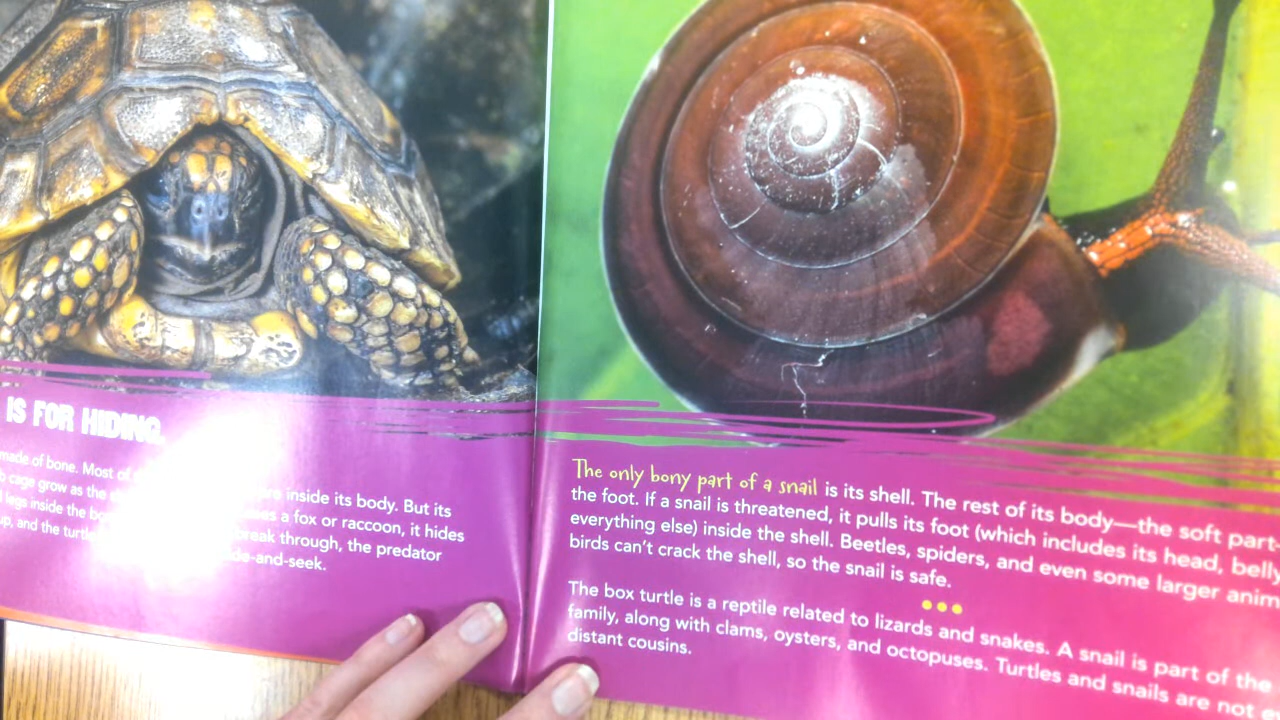 IS FOR HIDING.
made of bone. Most of
cage grow as the
legs inside the
up, and the
inside its body. But its
a fox or raccoon, it hides
break through, the predator
-and-seek.
The only bony part of a snail is its shell. The rest of its body—the soft part
the foot. If a snail is threatened, it pulls its foot (which includes its head, belly
everything else) inside the shell. Beetles, spiders, and even some larger anim
birds can't crack the shell, so the snail is safe.
The box turtle is a reptile related to lizards and snakes. A snail is part of the
family, along with clams, oysters, and octopuses. Turtles and snails are not e
distant cousins.